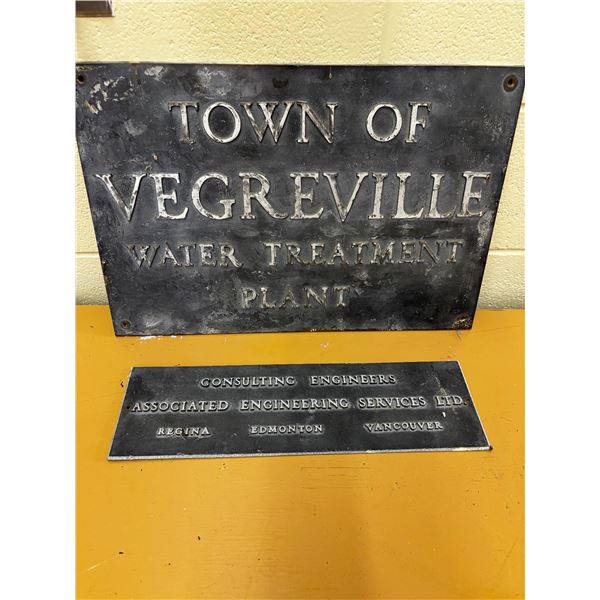 TOWN OF
VEGREVILLE
WATER TREATMENT
PLANT
CONSULTING ENGINEERS
ASSOCIATED ENGINEERING SERVICES LTD.
REGINA EDMONTON VANCOUVER